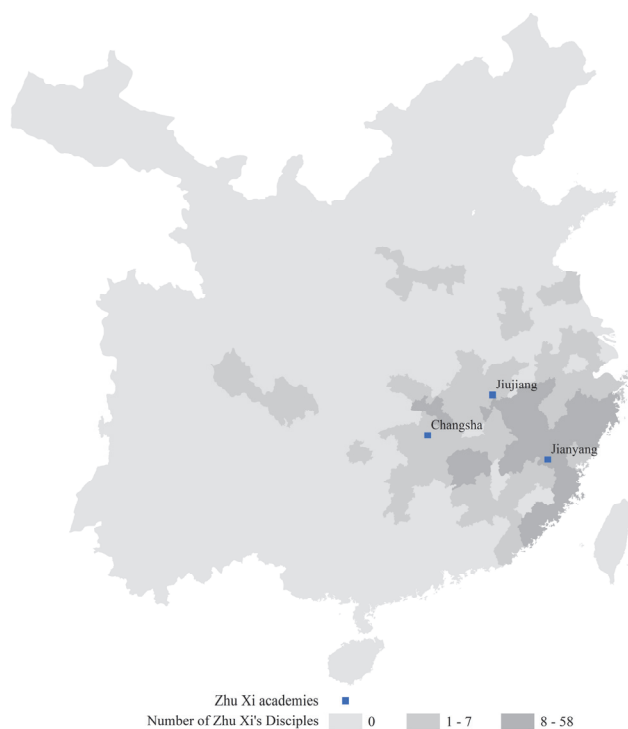 Jiujiang
Changsha
Jianyang
Zhu Xi academies
Number of Zhu Xi's Disciples 0 1 - 7 8 - 58